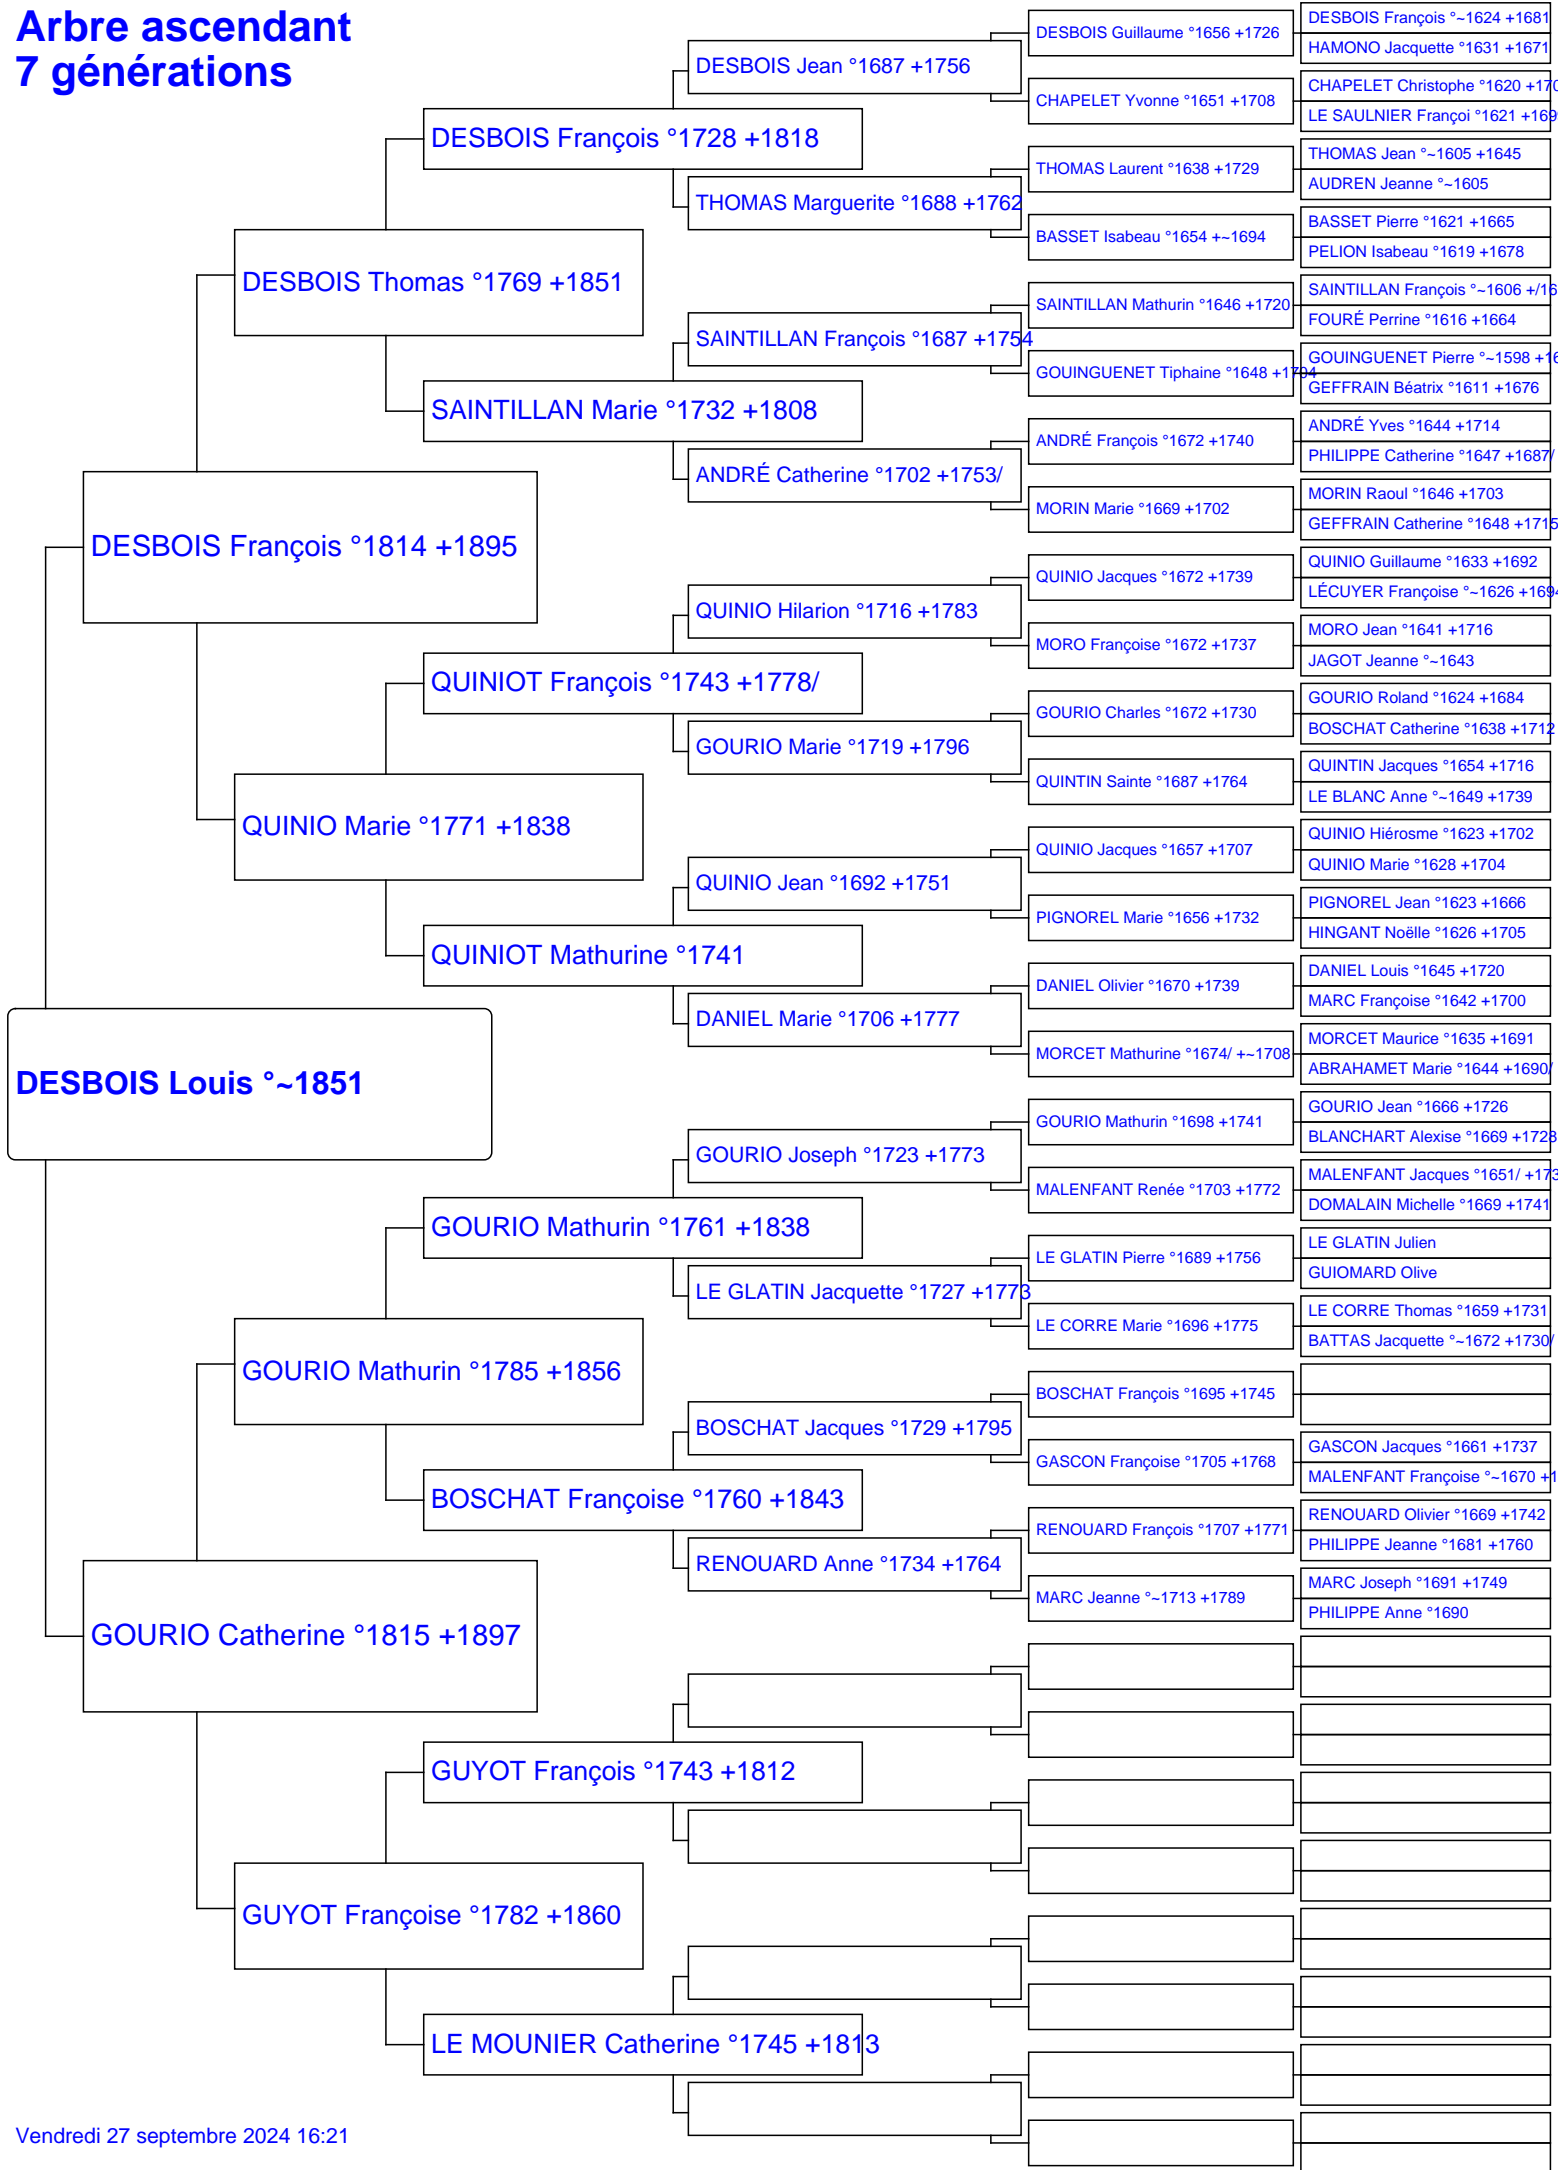 Arbre ascendant
7 générations
DESBOIS Louis °~1851
DESBOIS François °1814 +1895
GOURIO Catherine °1815 +1897
DESBOIS Thomas °1769 +1851
QUINIO Marie °1771 +1838
GOURIO Mathurin °1785 +1856
GUYOT Françoise °1782 +1860
DESBOIS François °1728 +1818
SAINTILLAN Marie °1732 +1808
QUINIOT François °1743 +1778/
QUINIOT Mathurine °1741
GOURIO Mathurin °1761 +1838
BOSCHAT Françoise °1760 +1843
GUYOT François °1743 +1812
LE MOUNIER Catherine °1745 +1813
DESBOIS Jean °1687 +1756
THOMAS Marguerite °1688 +1762
SAINTILLAN François °1687 +1754
ANDRÉ Catherine °1702 +1753/
QUINIO Hilarion °1716 +1783
GOURIO Marie °1719 +1796
QUINIO Jean °1692 +1751
DANIEL Marie °1706 +1777
GOURIO Joseph °1723 +1773
LE GLATIN Jacquette °1727 +1773
BOSCHAT Jacques °1729 +1795
RENOUARD Anne °1734 +1764
DESBOIS Guillaume °1656 +1726
CHAPELET Yvonne °1651 +1708
THOMAS Laurent °1638 +1729
BASSET Isabeau °1654 +~1694
SAINTILLAN Mathurin °1646 +1720
GOUINGUENET Tiphaine °1648 +1704
ANDRÉ François °1672 +1740
MORIN Marie °1669 +1702
QUINIO Jacques °1672 +1739
MORO Françoise °1672 +1737
GOURIO Charles °1672 +1730
QUINTIN Sainte °1687 +1764
QUINIO Jacques °1657 +1707
PIGNOREL Marie °1656 +1732
DANIEL Olivier °1670 +1739
MORCET Mathurine °1674/ +~1708
GOURIO Mathurin °1698 +1741
MALENFANT Renée °1703 +1772
LE GLATIN Pierre °1689 +1756
LE CORRE Marie °1696 +1775
BOSCHAT François °1695 +1745
GASCON Françoise °1705 +1768
RENOUARD François °1707 +1771
MARC Jeanne °~1713 +1789
DESBOIS François °~1624 +1681
HAMONO Jacquette °1631 +1671
CHAPELET Christophe °1620 +170
LE SAULNIER Françoi °1621 +169
THOMAS Jean °~1605 +1645
AUDREN Jeanne °~1605
BASSET Pierre °1621 +1665
PELION Isabeau °1619 +1678
SAINTILLAN François °~1606 +/16
FOURÉ Perrine °1616 +1664
GOUINGUENET Pierre °~1598 +16
GEFFRAIN Béatrix °1611 +1676
ANDRÉ Yves °1644 +1714
PHILIPPE Catherine °1647 +1687/
MORIN Raoul °1646 +1703
GEFFRAIN Catherine °1648 +1715
QUINIO Guillaume °1633 +1692
LÉCUYER Françoise °~1626 +1694
MORO Jean °1641 +1716
JAGOT Jeanne °~1643
GOURIO Roland °1624 +1684
BOSCHAT Catherine °1638 +1712
QUINTIN Jacques °1654 +1716
LE BLANC Anne °~1649 +1739
QUINIO Hiérosme °1623 +1702
QUINIO Marie °1628 +1704
PIGNOREL Jean °1623 +1666
HINGANT Noëlle °1626 +1705
DANIEL Louis °1645 +1720
MARC Françoise °1642 +1700
MORCET Maurice °1635 +1691
ABRAHAMET Marie °1644 +1690/
GOURIO Jean °1666 +1726
BLANCHART Alexise °1669 +1728
MALENFANT Jacques °1651/ +173
DOMALAIN Michelle °1669 +1741
LE GLATIN Julien
GUIOMARD Olive
LE CORRE Thomas °1659 +1731
BATTAS Jacquette °~1672 +1730/
GASCON Jacques °1661 +1737
MALENFANT Françoise °~1670 +1
RENOUARD Olivier °1669 +1742
PHILIPPE Jeanne °1681 +1760
MARC Joseph °1691 +1749
PHILIPPE Anne °1690
Vendredi 27 septembre 2024 16:21